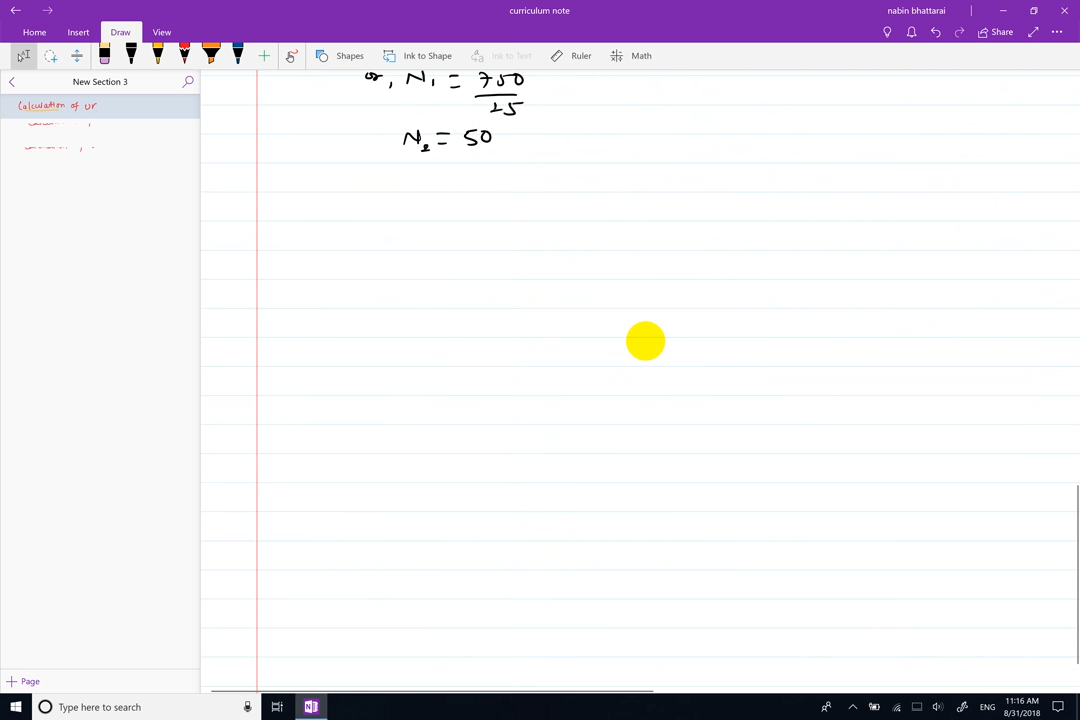 curriculum note
nabin bhattarai
Home Insert Draw View
Share
Shapes Ink to Shape Ink to Text Ruler Math
New Section 3
Calculation of ur
or, N₁ = 750
25
N₂ = 50
+ Page
Type here to search
ENG
11:16 AM
8/31/2018